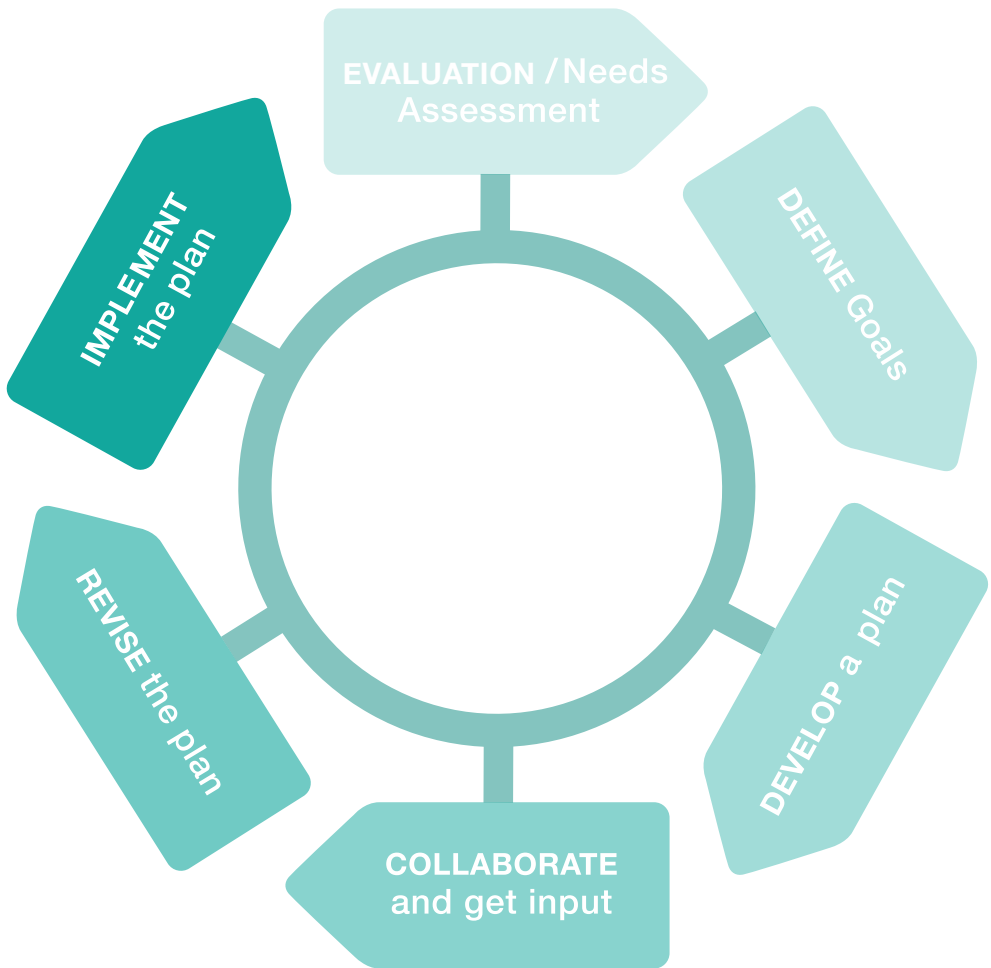 EVALUATION / Needs
Assessment
DEFINE Goals
DEVELOP a plan
COLLABORATE
and get input
REVISE the plan
IMPLEMENT
the plan